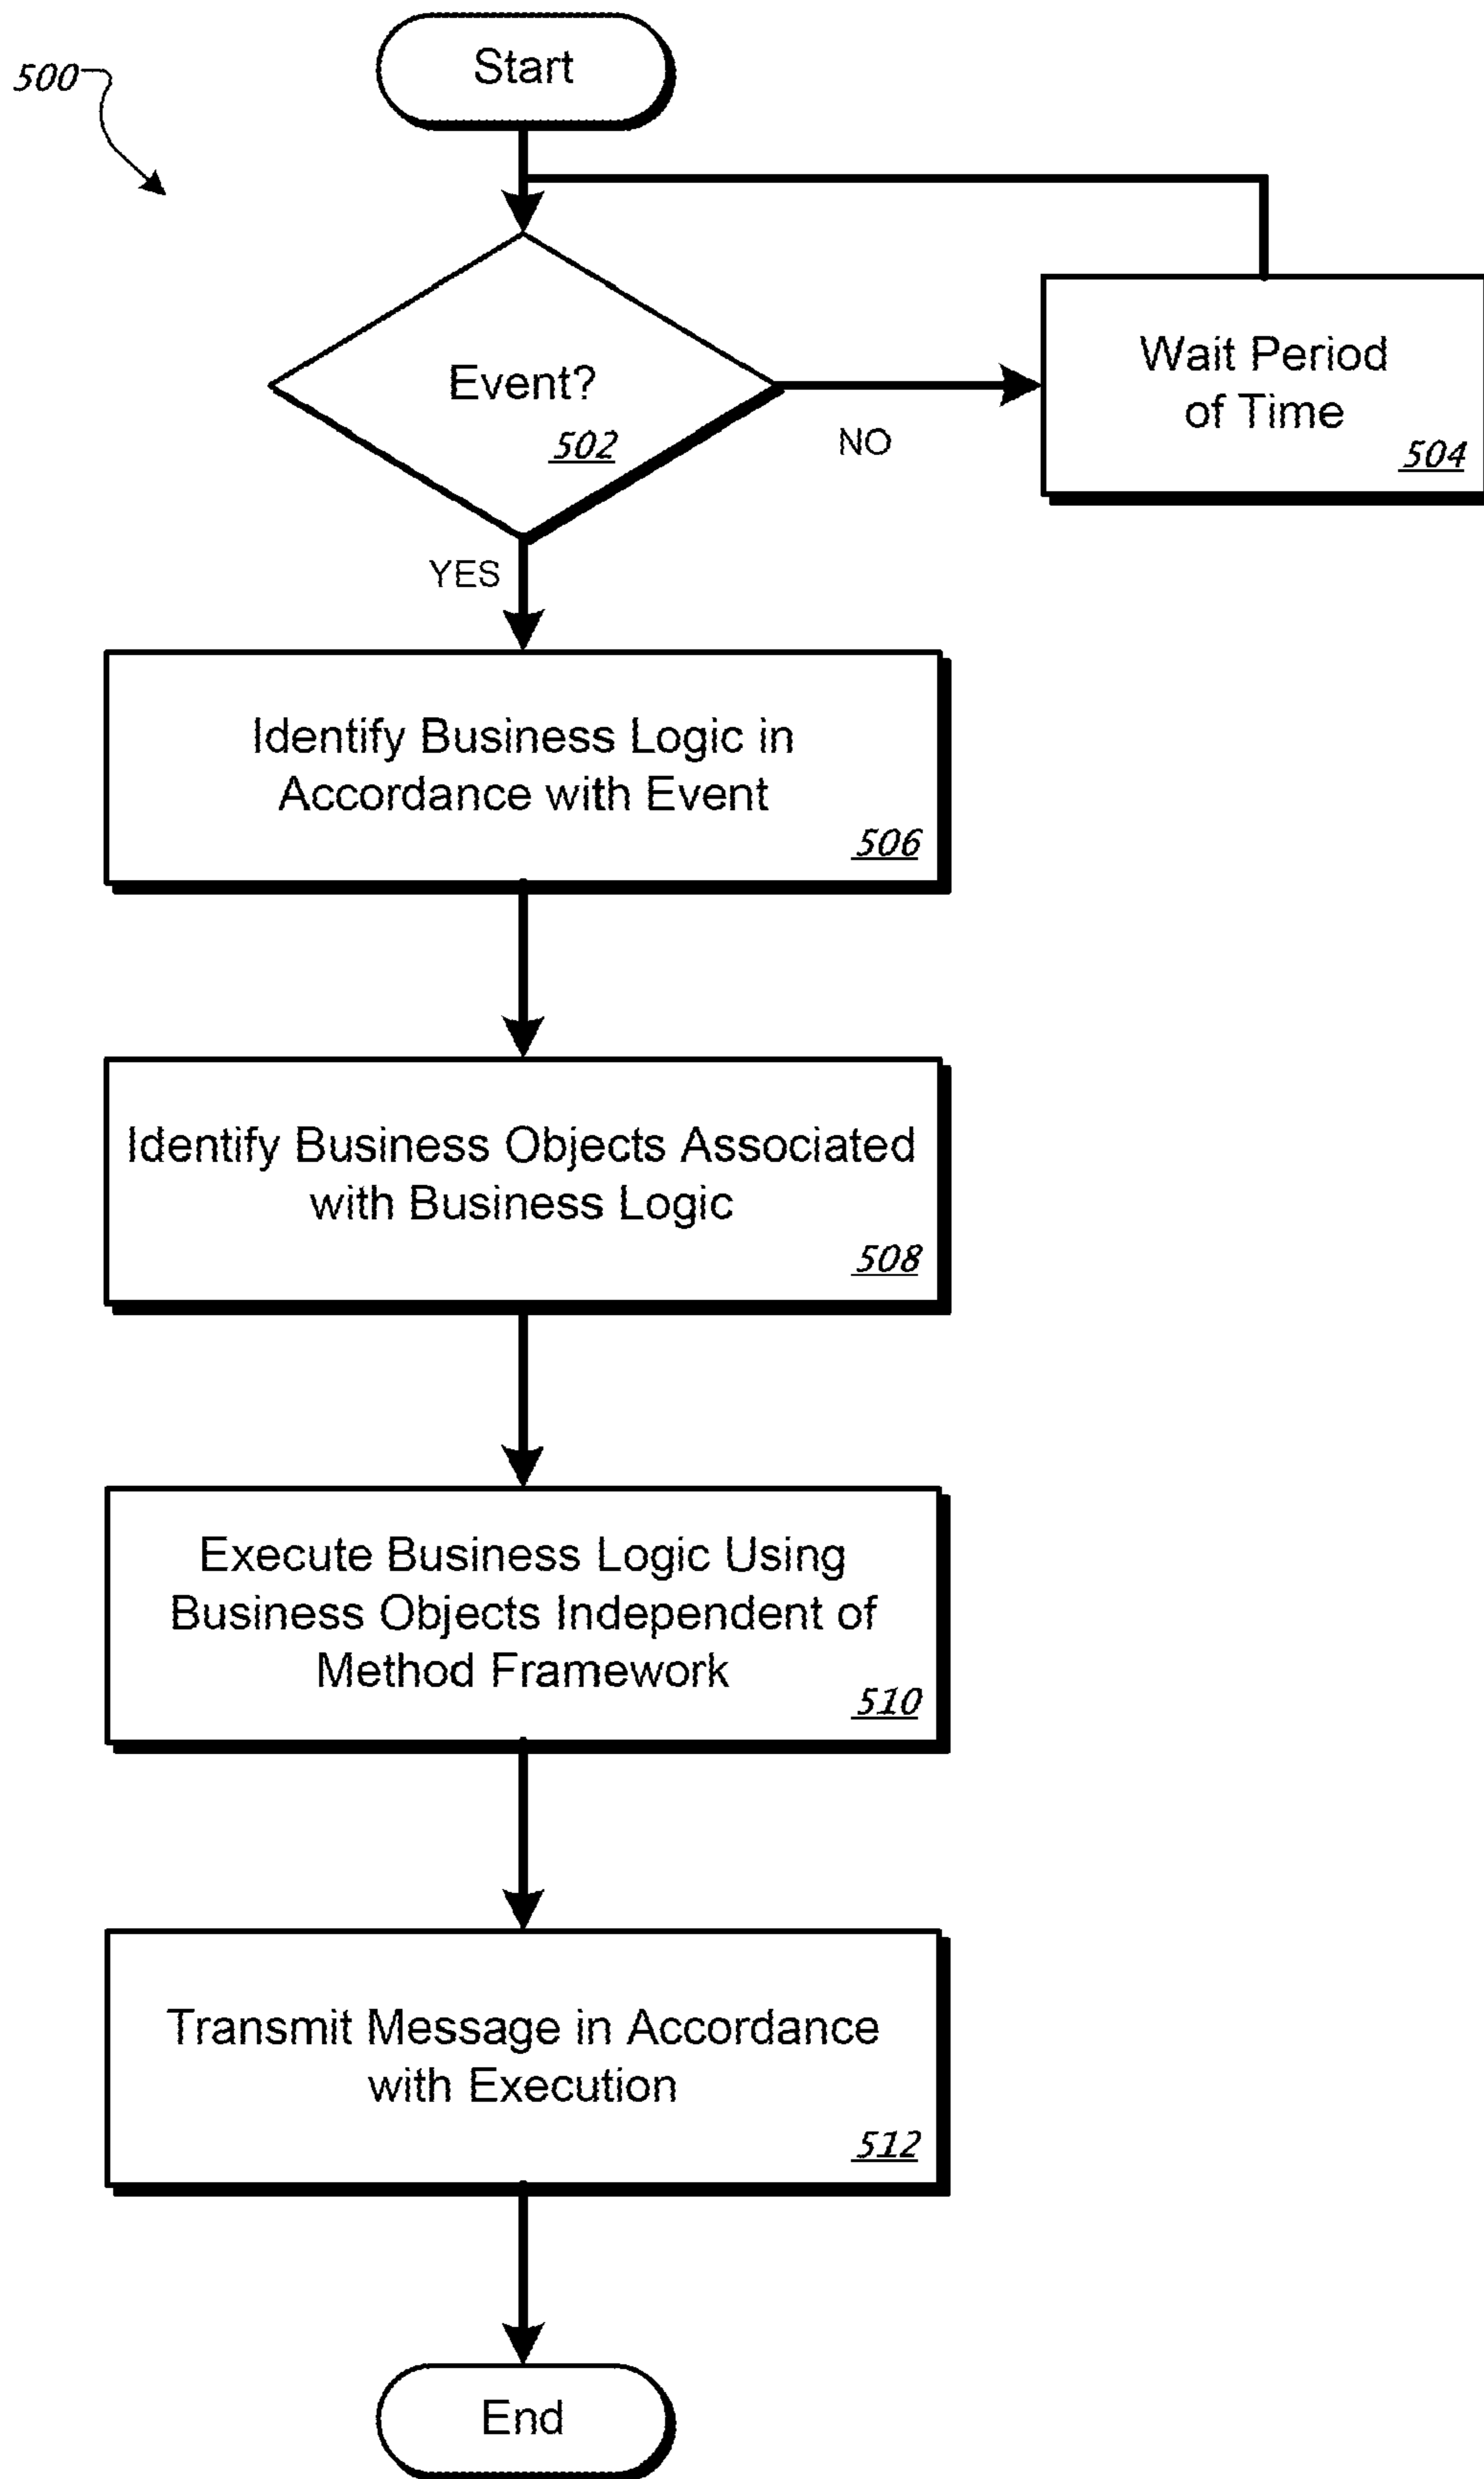 500
Start
Event?
502
NO
Wait Period
of Time
504
YES
Identify Business Logic in
Accordance with Event
506
Identify Business Objects Associated
with Business Logic
508
Execute Business Logic Using
Business Objects Independent of
Method Framework
510
Transmit Message in Accordance
with Execution
512
End